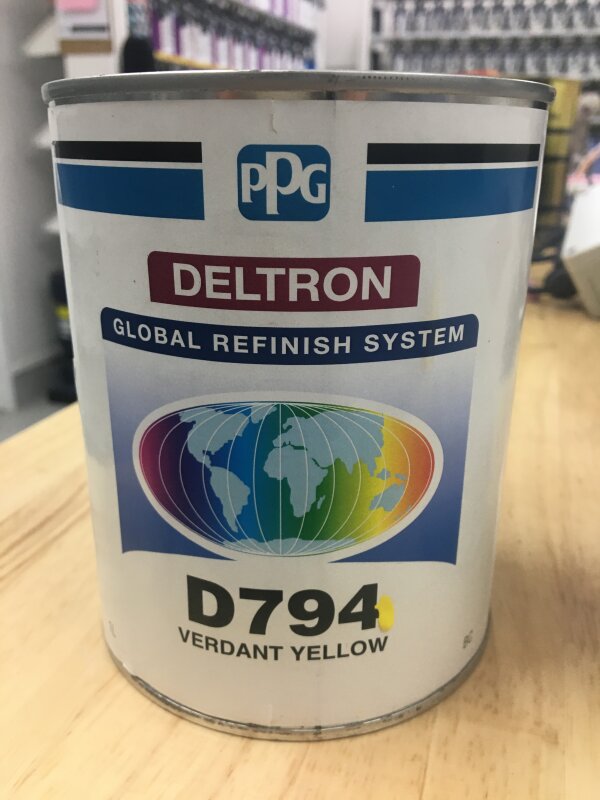 PPG
DELTRON
GLOBAL REFINISH SYSTEM
D794
VERDANT YELLOW